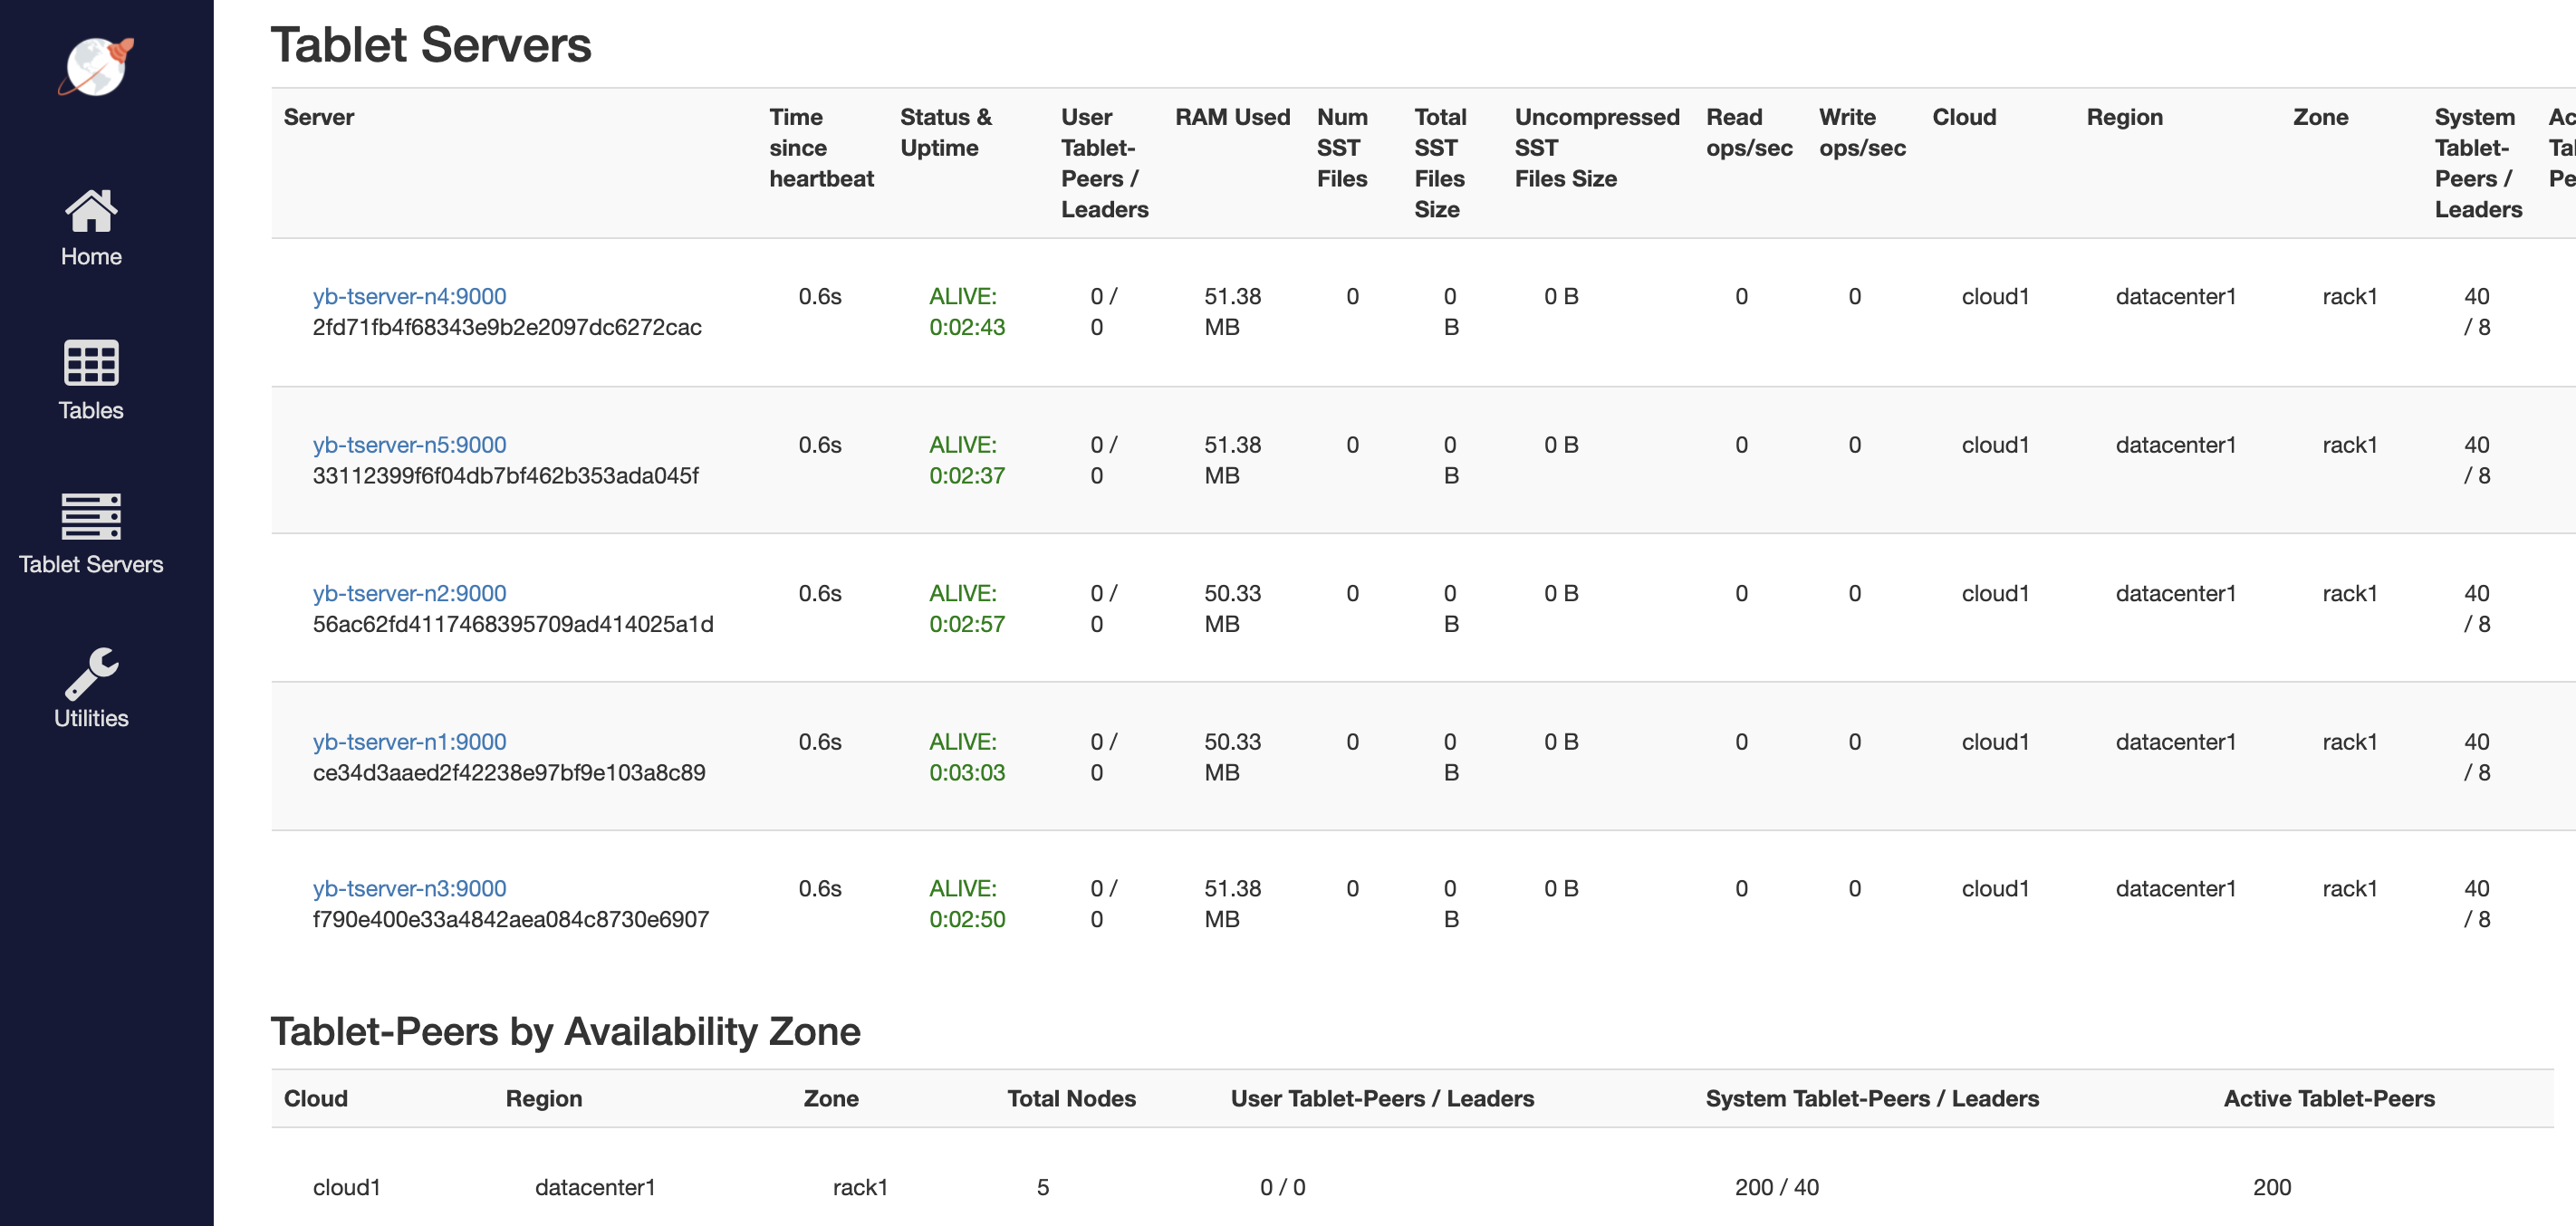 Tablet Servers
Server Time since heartbeat Status & Uptime User Tablet-Peers / Leaders RAM Used Num SST Files Total SST Files Size Uncompressed SST Files Size Read ops/sec Write ops/sec Cloud Region Zone System Tablet-Peers / Leaders
yb-tserver-n4:9000 0.6s ALIVE: 0 / 51.38 0 0 0 B 0 0 cloud1 datacenter1 rack1 40
2fd71fb4f68343e9b2e2097dc6272cac 0:02:43 0 MB B / 8
yb-tserver-n5:9000 0.6s ALIVE: 0 / 51.38 0 0 0 B 0 0 cloud1 datacenter1 rack1 40
33112399f6f04db7bf462b353ada045f 0:02:37 0 MB B / 8
yb-tserver-n2:9000 0.6s ALIVE: 0 / 50.33 0 0 0 B 0 0 cloud1 datacenter1 rack1 40
56ac62fd4117468395709ad414025a1d 0:02:57 0 MB B / 8
yb-tserver-n1:9000 0.6s ALIVE: 0 / 50.33 0 0 0 B 0 0 cloud1 datacenter1 rack1 40
ce34d3aaed2f42238e97bf9e103a8c89 0:03:03 0 MB B / 8
yb-tserver-n3:9000 0.6s ALIVE: 0 / 51.38 0 0 0 B 0 0 cloud1 datacenter1 rack1 40
f790e400e33a4842aea084c8730e6907 0:02:50 0 MB B / 8
Tablet-Peers by Availability Zone
Cloud Region Zone Total Nodes User Tablet-Peers / Leaders System Tablet-Peers / Leaders Active Tablet-Peers
cloud1 datacenter1 rack1 5 0 / 0 200 / 40 200
Home
Tables
Tablet Servers
Utilities